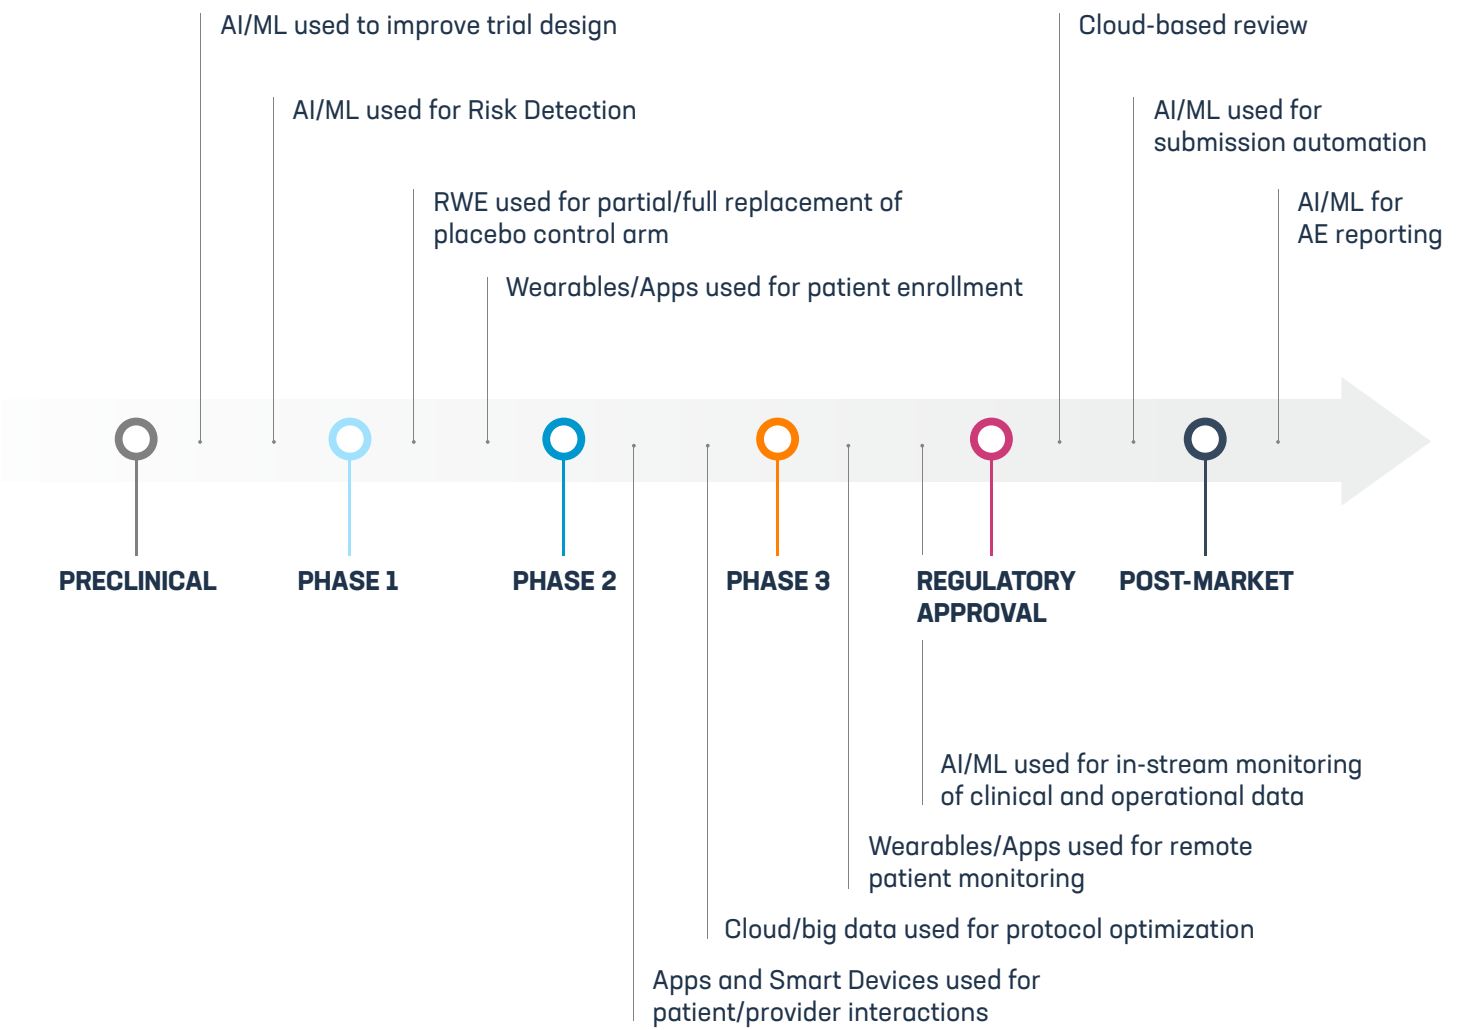 AI/ML used to improve trial design
Cloud-based review
AI/ML used for Risk Detection
AI/ML used for
submission automation
RWE used for partial/full replacement of
placebo control arm
AI/ML for
AE reporting
Wearables/Apps used for patient enrollment
PRECLINICAL
PHASE 1
PHASE 2
PHASE 3
REGULATORY
APPROVAL
POST-MARKET
AI/ML used for in-stream monitoring
of clinical and operational data
Wearables/Apps used for remote
patient monitoring
Cloud/big data used for protocol optimization
Apps and Smart Devices used for
patient/provider interactions